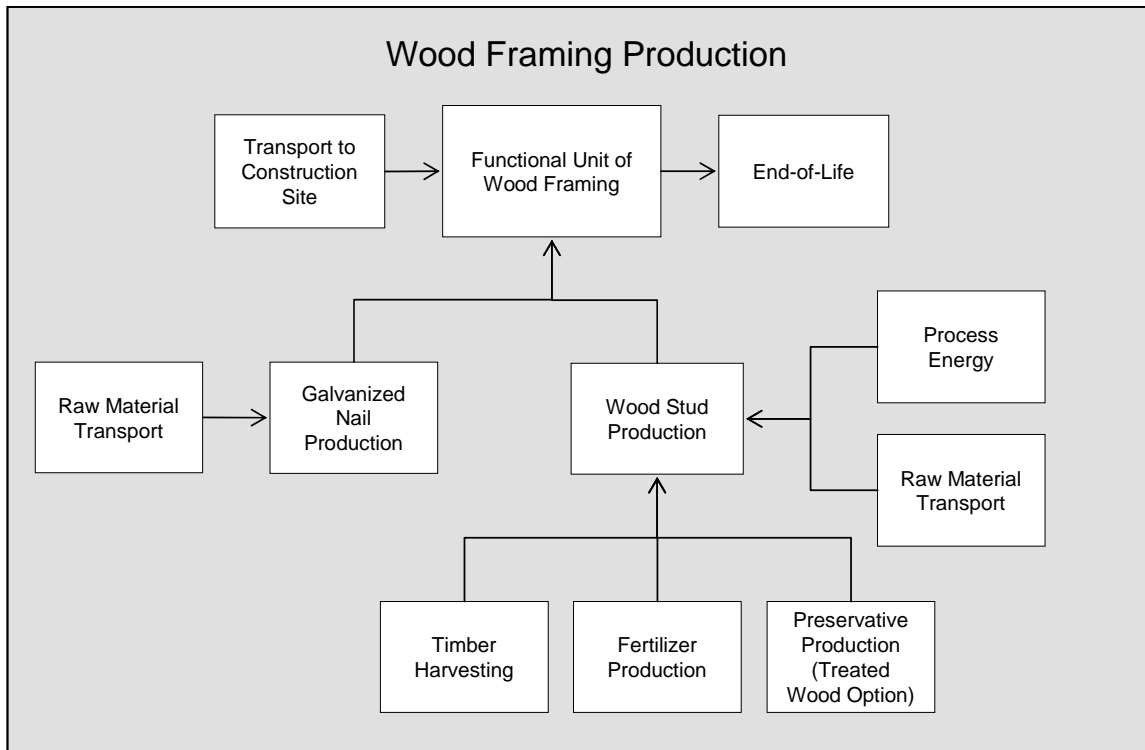 Wood Framing Production
Transport to
Construction
Site
Functional Unit of
Wood Framing
End-of-Life
Process
Energy
Raw Material
Transport
Galvanized
Nail
Production
Wood Stud
Production
Raw Material
Transport
Timber
Harvesting
Fertilizer
Production
Preservative
Production
(Treated
Wood Option)